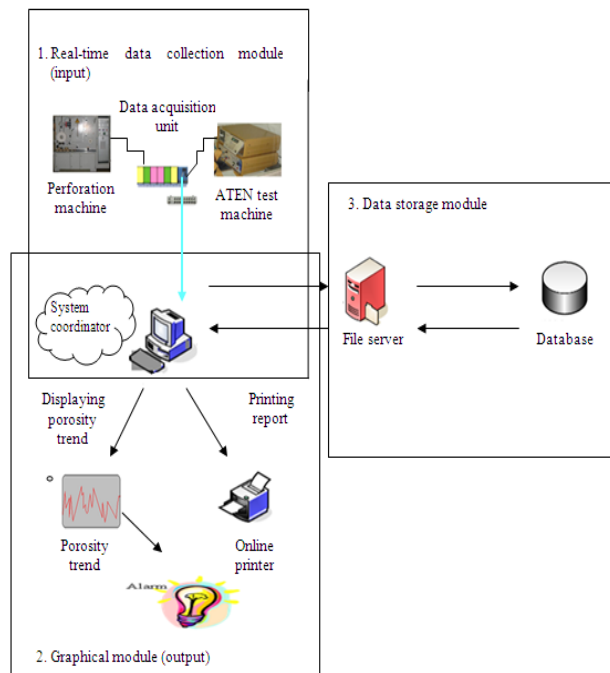 1. Real-time data collection module
(input)
Data acquisition
unit
Perforation
machine
ATEN test
machine
3. Data storage module
System
coordinator
File server
Database
Displaying
porosity
trend
Printing
report
Porosity
trend
Online
printer
Alarm
2. Graphical module (output)